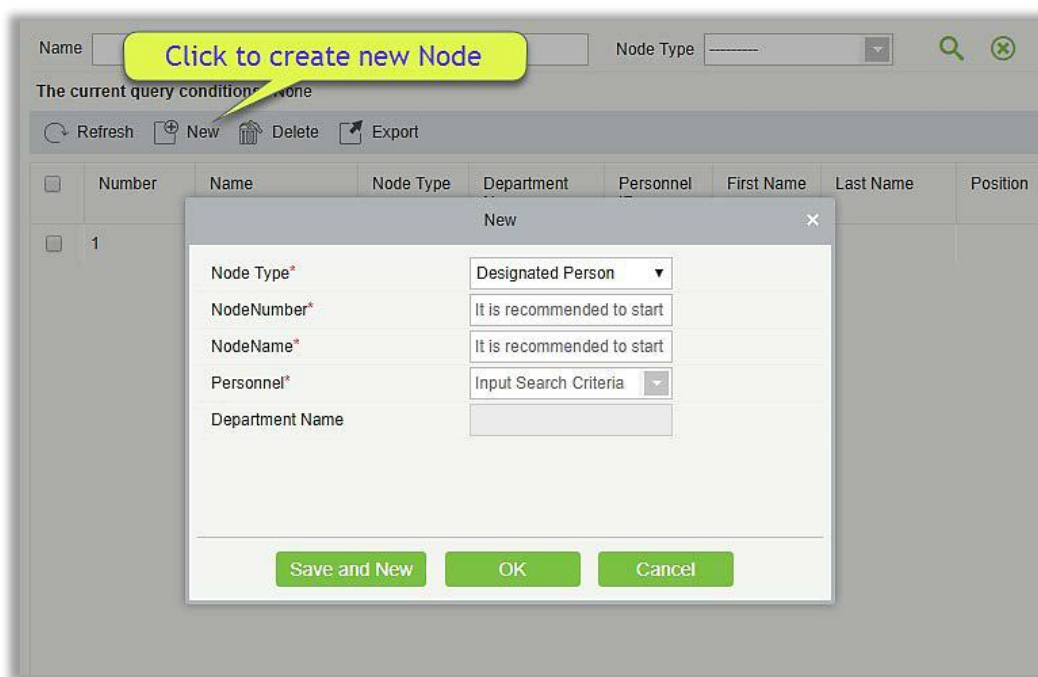 Name
Click to create new Node
Node Type ---------
The current query conditions None
Refresh New Delete Export
Number Name Node Type Department Personnel First Name Last Name Position
New ×
1
Node Type* Designated Person
NodeNumber* It is recommended to start
NodeName* It is recommended to start
Personnel* Input Search Criteria
Department Name
Save and New OK Cancel